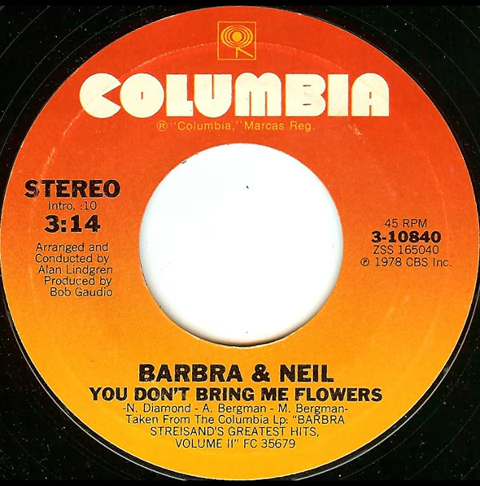 COLUMBIA
® "Columbia," Marcas Reg.
STEREO
Intro. :10
3:14
Arranged and
Conducted by
Alan Lindgren
Produced by
Bob Gaudio
45 RPM
3-10840
ZSS 165040
℗ 1978 CBS Inc.
BARBRA & NEIL
YOU DON'T BRING ME FLOWERS
-N. Diamond - A. Bergman - M. Bergman-
Taken From The Columbia Lp: "BARBRA
STREISAND'S GREATEST HITS,
VOLUME II" FC 35679